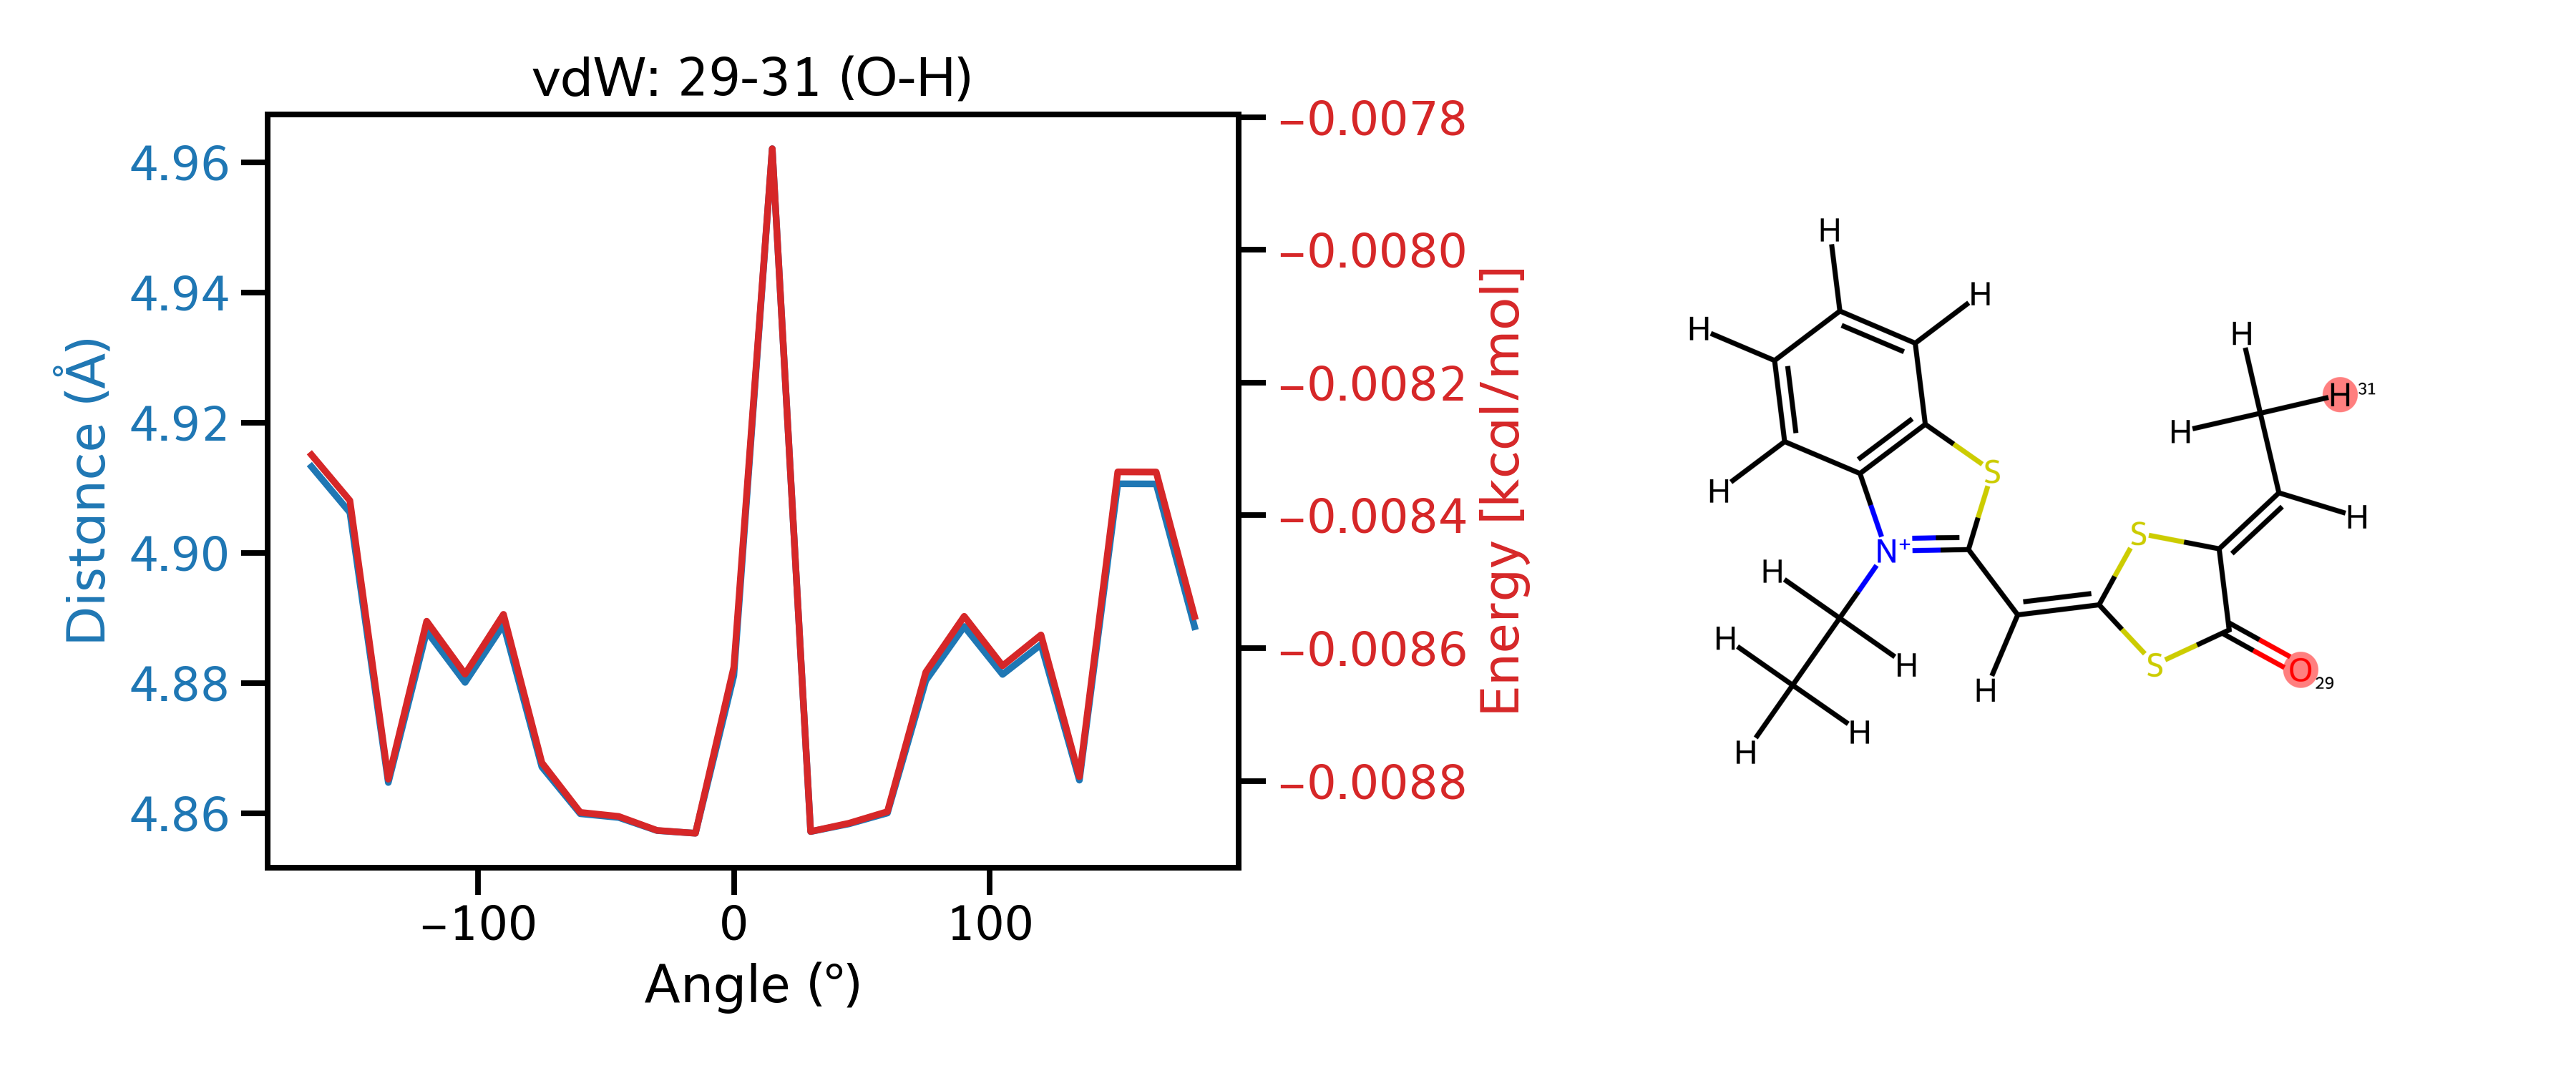 vdW: 29-31 (O-H)
4.96
4.94
4.92
4.90
4.88
4.86
Distance (Å)
−100
0
100
Angle (°)
−0.0078
−0.0080
−0.0082
−0.0084
−0.0086
−0.0088
Energy [kcal/mol]
H
H
H
H
H
H 31
H
S
H
H
N+
S
H
H
H
S
O 29
H
H
H